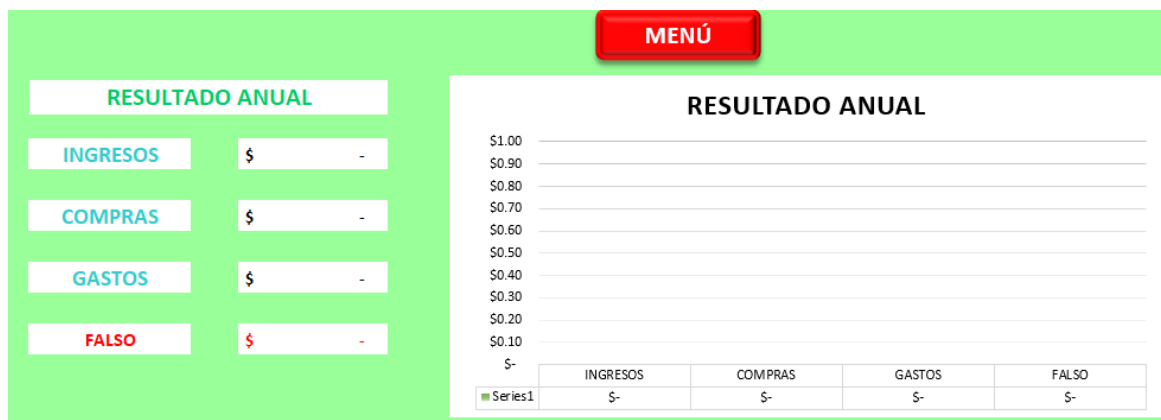 MENÚ
RESULTADO ANUAL
INGRESOS $ -
COMPRAS $ -
GASTOS $ -
FALSO $ -
RESULTADO ANUAL
$1.00
$0.90
$0.80
$0.70
$0.60
$0.50
$0.40
$0.30
$0.20
$0.10
$-
INGRESOS COMPRAS GASTOS FALSO
Series1 $- $- $- $-